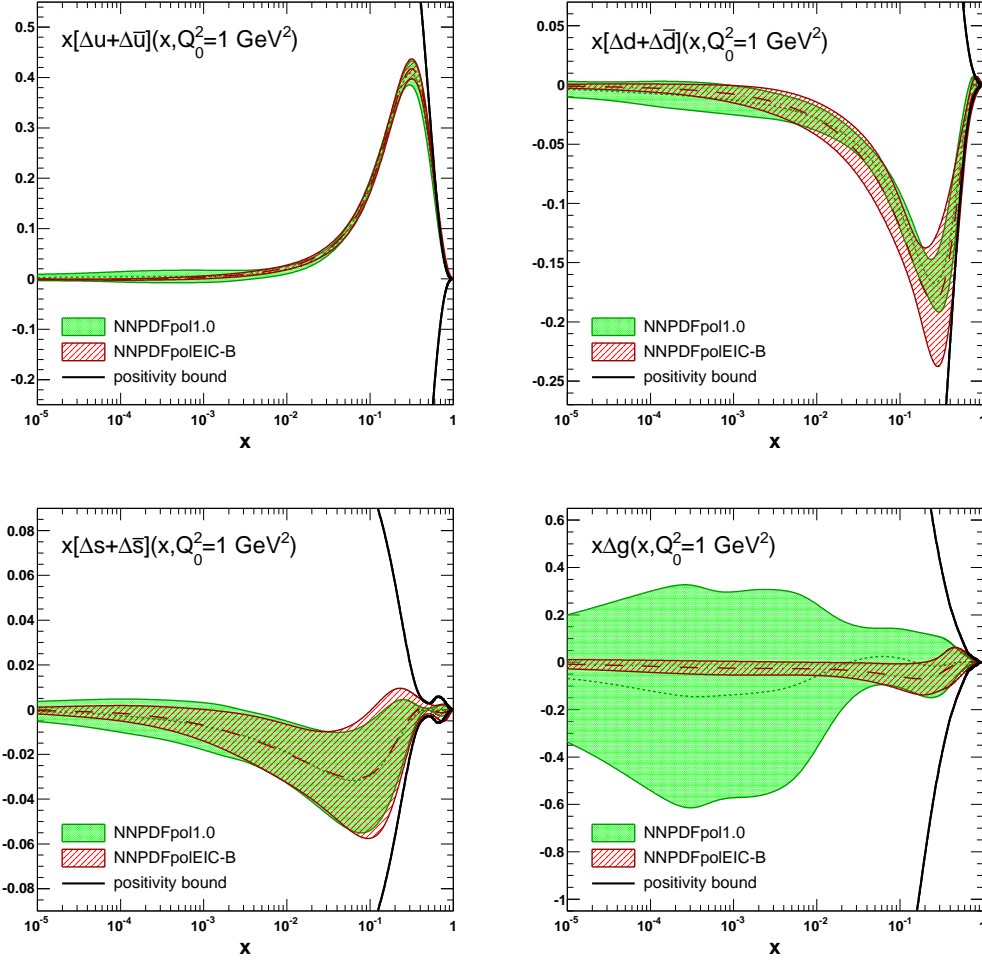 x[Δu+Δū](x,Q₀²=1 GeV²)
0.5
0.4
0.3
0.2
0.1
0
-0.1
-0.2
NNPDFpol1.0
NNPDFpolEIC-B
positivity bound
10⁻⁵ 10⁻⁴ 10⁻³ 10⁻² 10⁻¹ 1
x
x[Δd+Δd̄](x,Q₀²=1 GeV²)
0.05
0
-0.05
-0.1
-0.15
-0.2
-0.25
NNPDFpol1.0
NNPDFpolEIC-B
positivity bound
10⁻⁵ 10⁻⁴ 10⁻³ 10⁻² 10⁻¹ 1
x
x[Δs+Δs̄](x,Q₀²=1 GeV²)
0.08
0.06
0.04
0.02
0
-0.02
-0.04
-0.06
-0.08
NNPDFpol1.0
NNPDFpolEIC-B
positivity bound
10⁻⁵ 10⁻⁴ 10⁻³ 10⁻² 10⁻¹ 1
x
xΔg(x,Q₀²=1 GeV²)
0.6
0.4
0.2
0
-0.2
-0.4
-0.6
-0.8
-1
NNPDFpol1.0
NNPDFpolEIC-B
positivity bound
10⁻⁵ 10⁻⁴ 10⁻³ 10⁻² 10⁻¹ 1
x